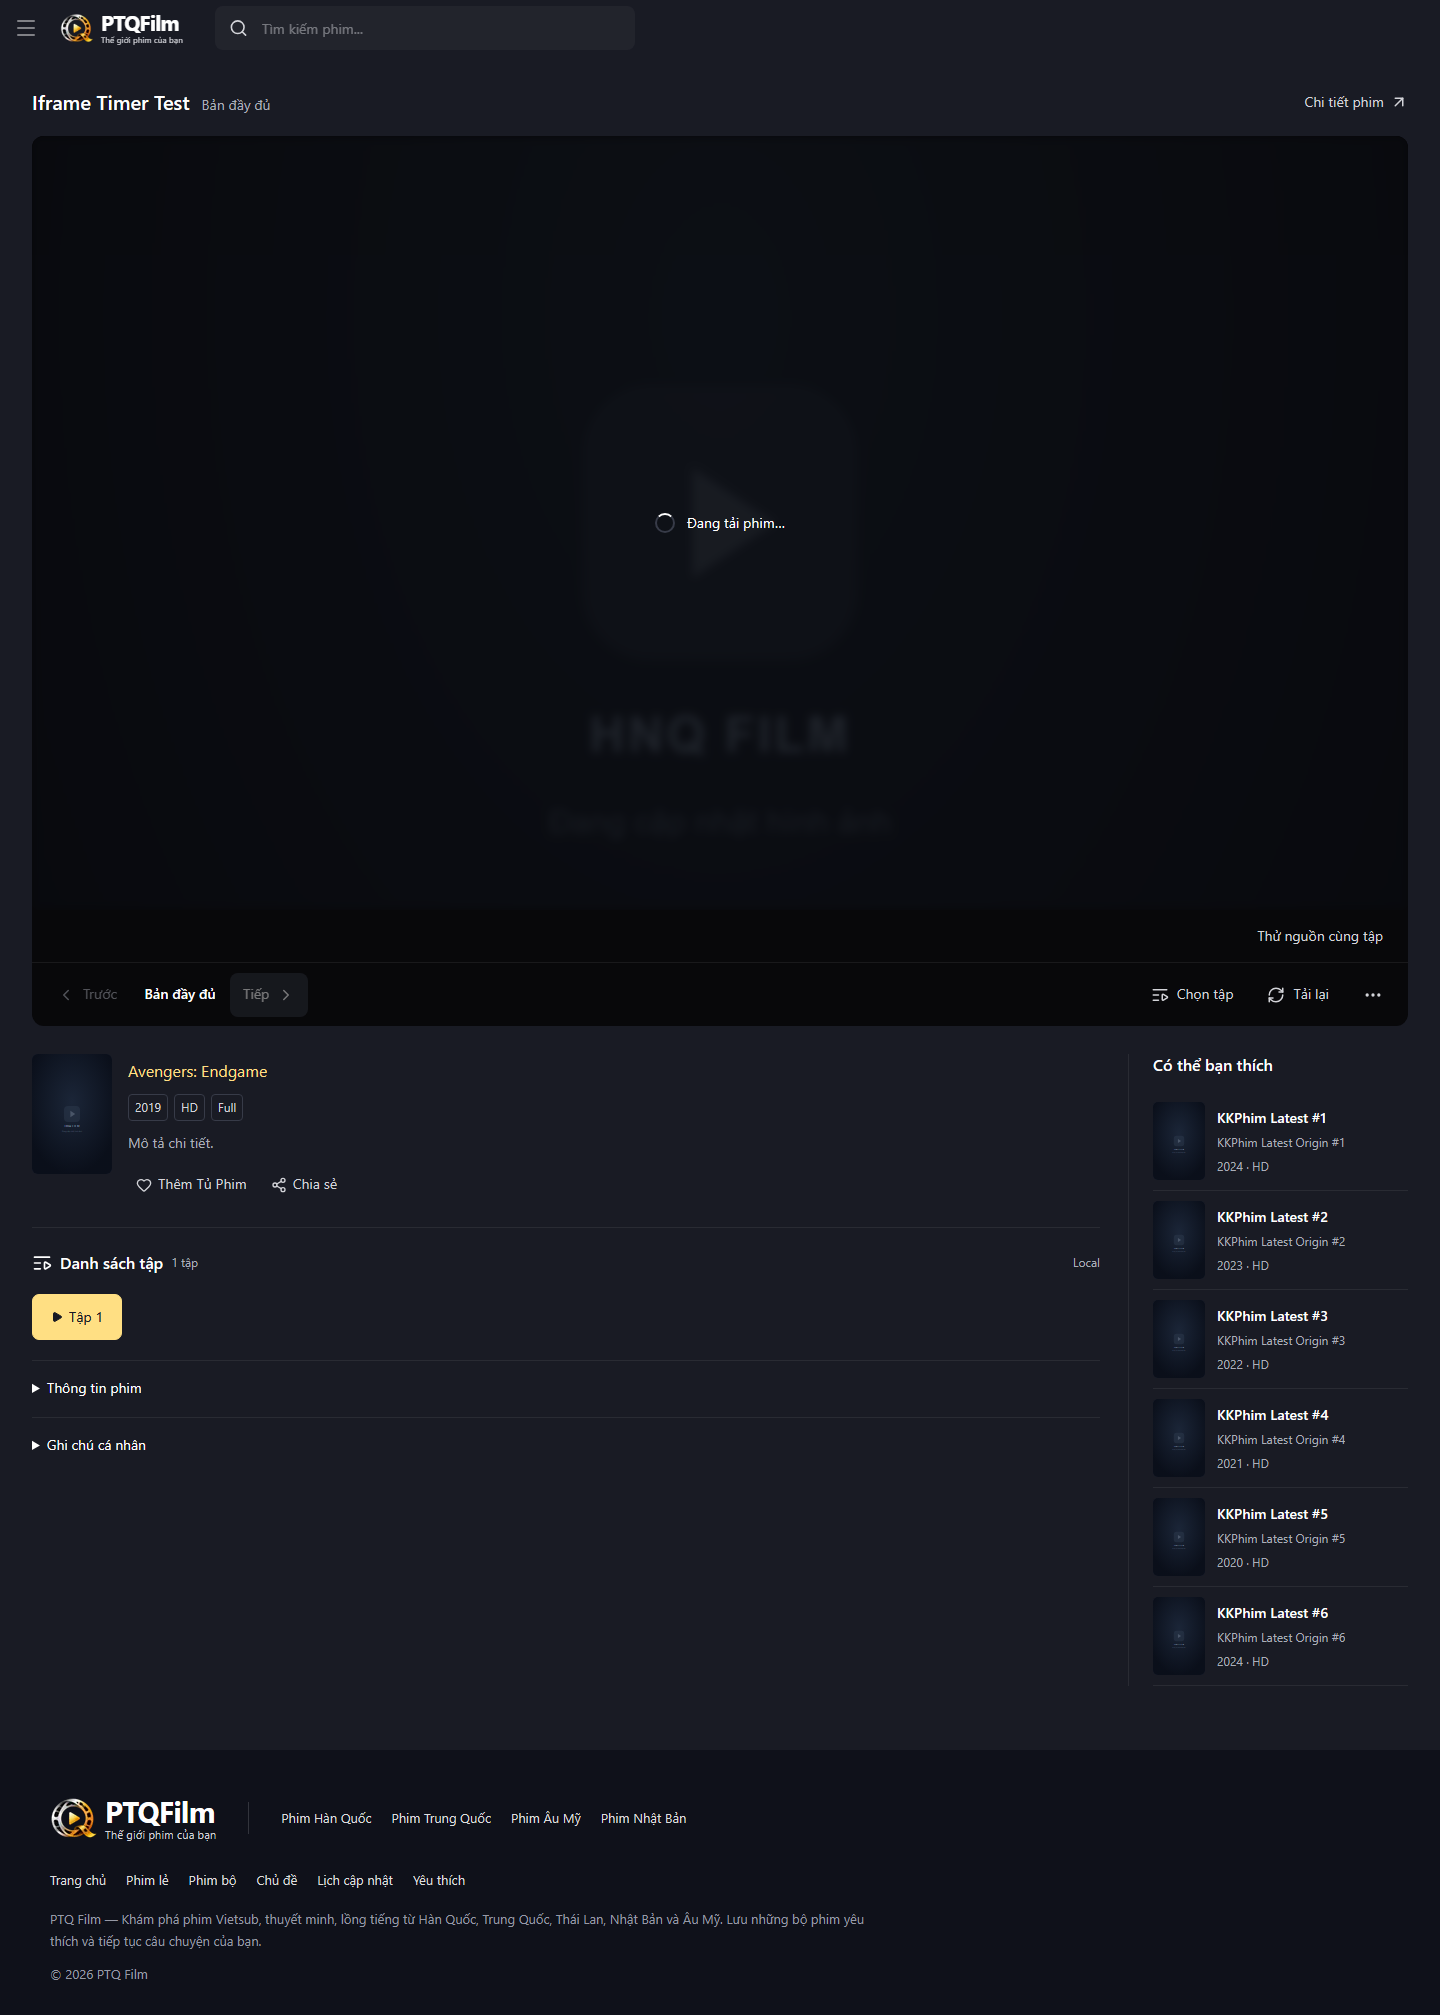 PTQFilm
Thế giới phim của bạn
Tìm kiếm phim...
Iframe Timer Test Bản đầy đủ
Chi tiết phim
Đang tải phim...
HNQ FILM
Đang cập nhật hình ảnh
Thử nguồn cùng tập
Trước Bản đầy đủ Tiếp
Chọn tập Tải lại
Avengers: Endgame
2019 HD Full
Mô tả chi tiết.
Thêm Tủ Phim Chia sẻ
Danh sách tập 1 tập
Local
Tập 1
Thông tin phim
Ghi chú cá nhân
Có thể bạn thích
KKPhim Latest #1
KKPhim Latest Origin #1
2024 · HD
KKPhim Latest #2
KKPhim Latest Origin #2
2023 · HD
KKPhim Latest #3
KKPhim Latest Origin #3
2022 · HD
KKPhim Latest #4
KKPhim Latest Origin #4
2021 · HD
KKPhim Latest #5
KKPhim Latest Origin #5
2020 · HD
KKPhim Latest #6
KKPhim Latest Origin #6
2024 · HD
PTQFilm
Thế giới phim của bạn
Phim Hàn Quốc Phim Trung Quốc Phim Âu Mỹ Phim Nhật Bản
Trang chủ Phim lẻ Phim bộ Chủ đề Lịch cập nhật Yêu thích
PTQ Film — Khám phá phim Vietsub, thuyết minh, lồng tiếng từ Hàn Quốc, Trung Quốc, Thái Lan, Nhật Bản và Âu Mỹ. Lưu những bộ phim yêu
thích và tiếp tục câu chuyện của bạn.
© 2026 PTQ Film